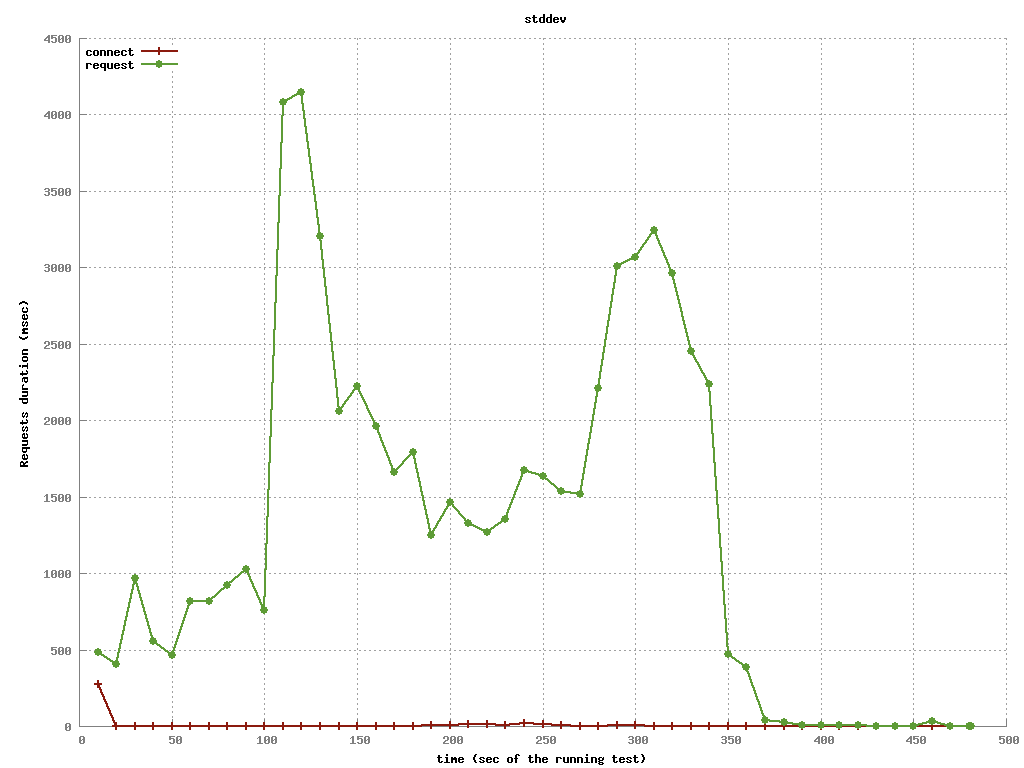 stddev
connect
request
4500
4000
3500
3000
2500
2000
1500
1000
500
0
Requests duration (msec)
0 50 100 150 200 250 300 350 400 450 500
time (sec of the running test)